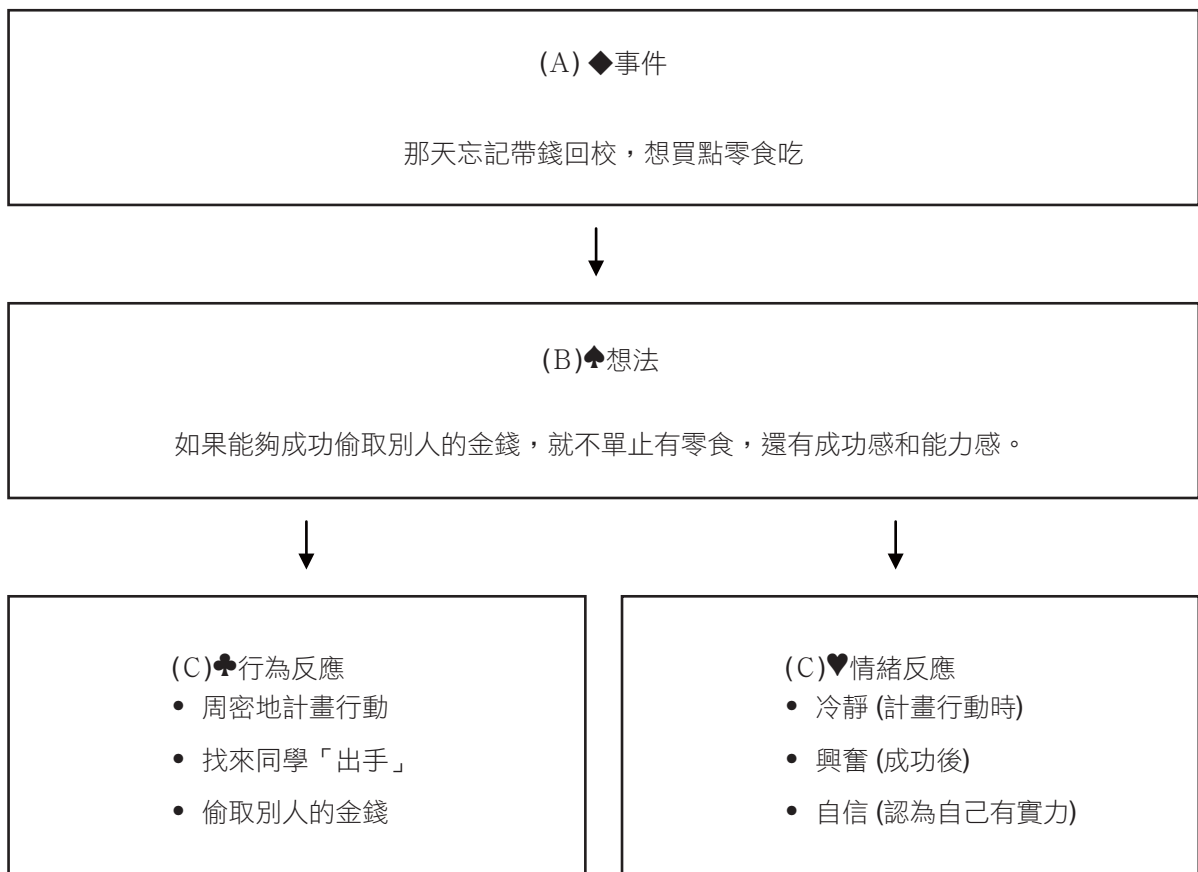 (A) ◆事件
那天忘記帶錢回校，想買點零食吃
(B)♠想法
如果能夠成功偷取別人的金錢，就不單止有零食，還有成功感和能力感。
(C)♣行為反應
• 周密地計畫行動
• 找來同學「出手」
• 偷取別人的金錢
(C)♥情緒反應
• 冷靜 (計畫行動時)
• 興奮 (成功後)
• 自信 (認為自己有實力)